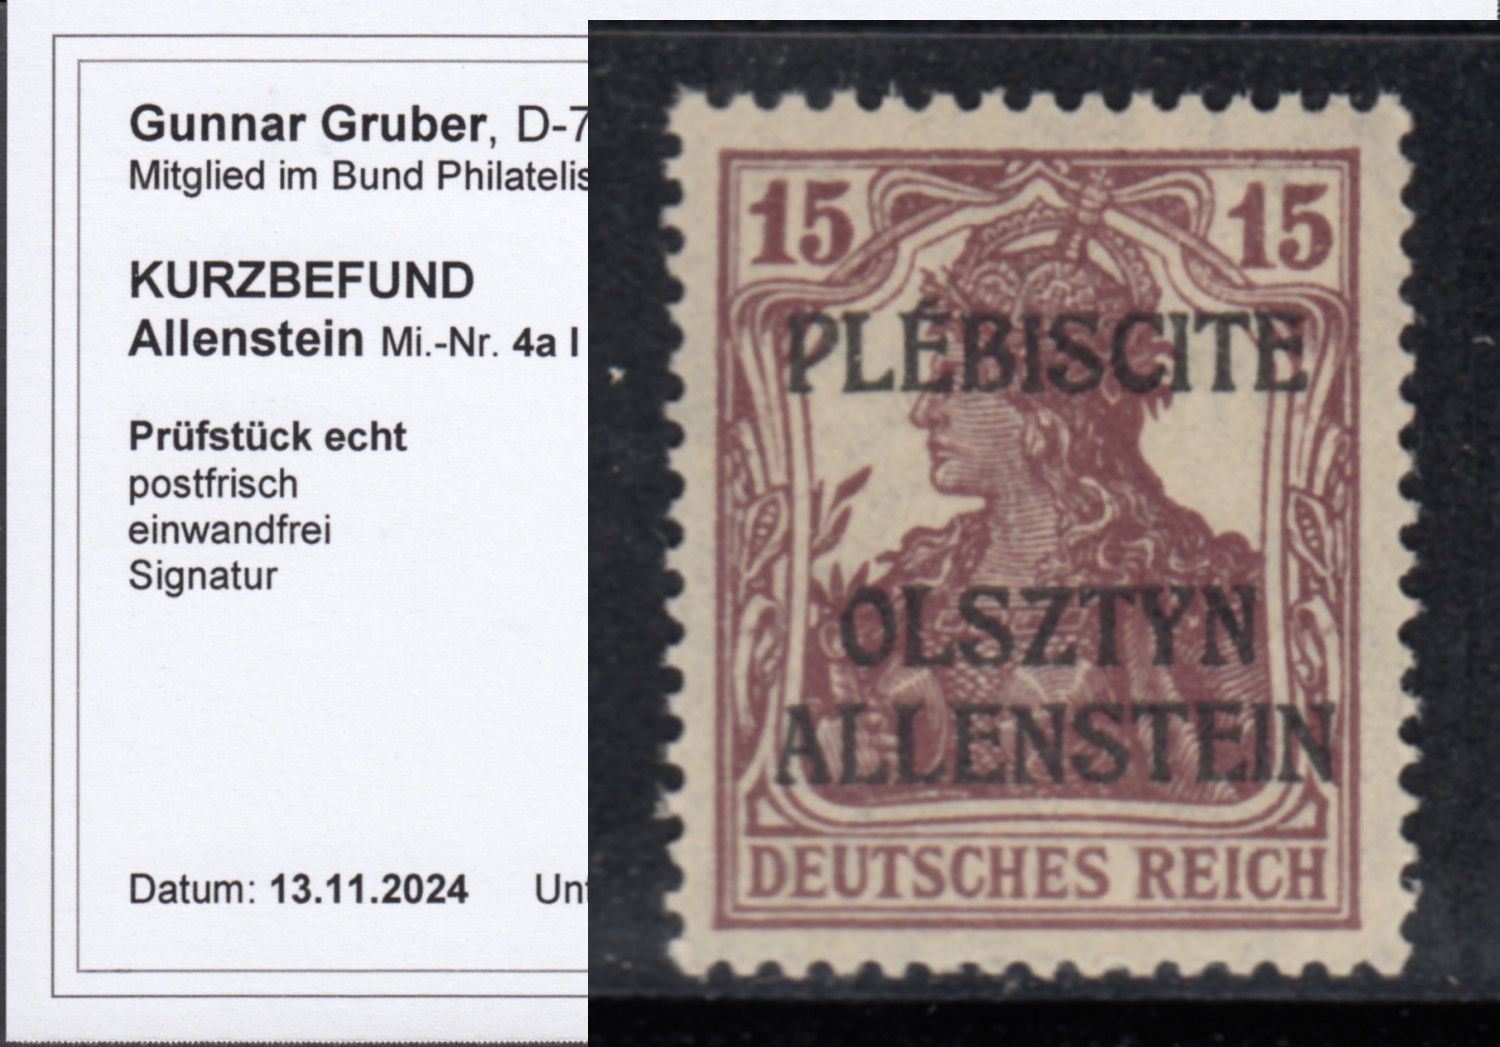 Gunnar Gruber, D-7
Mitglied im Bund Philatelis
KURZBEFUND
Allenstein Mi.-Nr. 4a I
Prüfstück echt
postfrisch
einwandfrei
Signatur
Datum: 13.11.2024 Unt
15 15
PLÉBISCITE
OLSZTYN
ALLENSTEIN
DEUTSCHES REICH